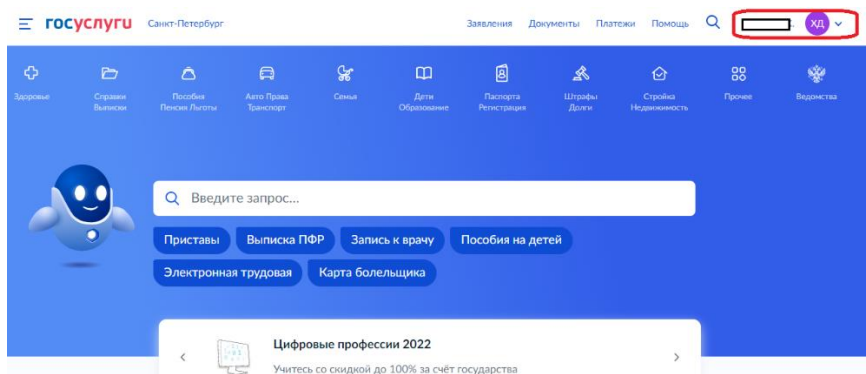 госуслуги Санкт-Петербург Заявления Документы Платежи Помощь ХД
Здоровье Справки Выписки Пособия Пенсия Льготы Авто Права Транспорт Семья Дети Образование Паспорта Регистрация Штрафы Долги Стройка Недвижимость Прочее Ведомства
Введите запрос...
Приставы Выписка ПФР Запись к врачу Пособия на детей
Электронная трудовая Карта болельщика
Цифровые профессии 2022
Учитесь со скидкой до 100% за счёт государства